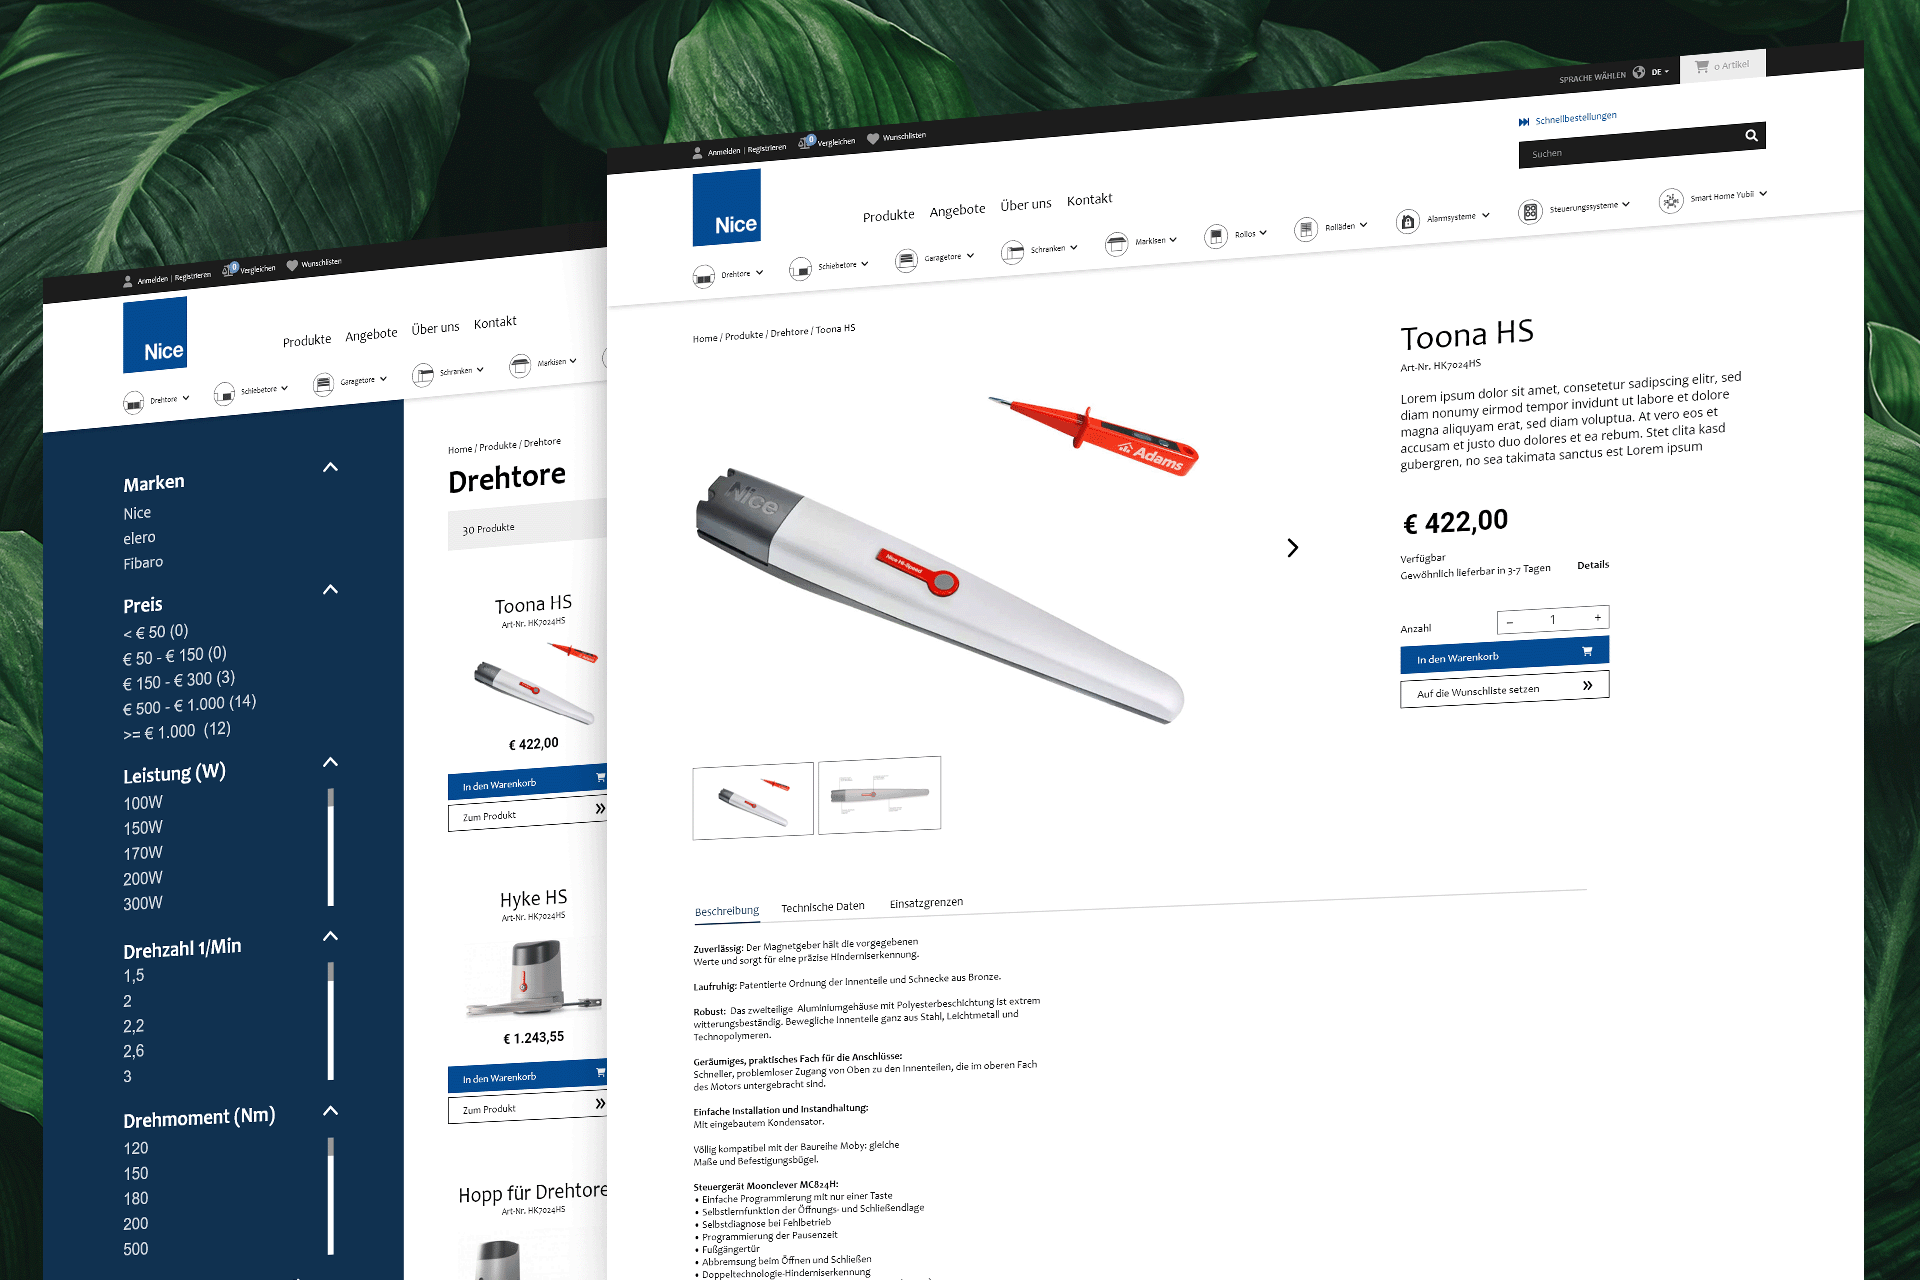 Anmelden | Registrieren
0
Vergleichen
Wunschlisten
Nice
Produkte
Angebote
Über uns
Kontakt
Drehtore
Schiebetore
Garagetore
Schranken
Markisen
Marken
Nice
elero
Fibaro
Preis
< € 50 (0)
€ 50 - € 150 (0)
€ 150 - € 300 (3)
€ 500 - € 1.000 (14)
>= € 1.000 (12)
Leistung (W)
100W
150W
170W
200W
300W
Drehzahl 1/Min
1,5
2
2,2
2,6
3
Drehmoment (Nm)
120
150
180
200
500
Home / Produkte / Drehtore
Drehtore
30 Produkte
Toona HS
Art-Nr. HK7024HS
€ 422,00
In den Warenkorb
Zum Produkt
Hyke HS
Art-Nr. HK7024HS
€ 1.243,55
In den Warenkorb
Zum Produkt
Hopp für Drehtore
Art-Nr. HK7024HS
Anmelden | Registrieren
0
Vergleichen
Wunschlisten
SPRACHE WÄHLEN
DE
0 Artikel
Schnellbestellungen
Suchen
Nice
Produkte
Angebote
Über uns
Kontakt
Drehtore
Schiebetore
Garagetore
Schranken
Markisen
Rollos
Rolläden
Alarmsysteme
Steuerungssysteme
Smart Home Yubii
Home / Produkte / Drehtore / Toona HS
Adams
Nice
Nice Hi-Speed
Toona HS
Art-Nr. HK7024HS
Lorem ipsum dolor sit amet, consetetur sadipscing elitr, sed
diam nonumy eirmod tempor invidunt ut labore et dolore
magna aliquyam erat, sed diam voluptua. At vero eos et
accusam et justo duo dolores et ea rebum. Stet clita kasd
gubergren, no sea takimata sanctus est Lorem ipsum
€ 422,00
Verfügbar
Gewöhnlich lieferbar in 3-7 Tagen
Details
Anzahl
– 1 +
In den Warenkorb
Auf die Wunschliste setzen
Beschreibung
Technische Daten
Einsatzgrenzen
Zuverlässig: Der Magnetgeber hält die vorgegebenen
Werte und sorgt für eine präzise Hinderniserkennung.
Laufruhig: Patentierte Ordnung der Innenteile und Schnecke aus Bronze.
Robust: Das zweiteilige Aluminiumgehäuse mit Polyesterbeschichtung ist extrem
witterungsbeständig. Bewegliche Innenteile ganz aus Stahl, Leichtmetall und
Technopolymeren.
Geräumiges, praktisches Fach für die Anschlüsse:
Schneller, problemloser Zugang von Oben zu den Innenteilen, die im oberen Fach
des Motors untergebracht sind.
Einfache Installation und Instandhaltung:
Mit eingebautem Kondensator.
Völlig kompatibel mit der Baureihe Moby: gleiche
Maße und Befestigungsbügel.
Steuergerät Moonclever MC824H:
• Einfache Programmierung mit nur einer Taste
• Selbstlernfunktion der Öffnungs- und Schließendlage
• Selbstdiagnose bei Fehlbetrieb
• Programmierung der Pausenzeit
• Fußgängertür
• Abbremsung beim Öffnen und Schließen
• Doppeltechnologie-Hinderniserkennung